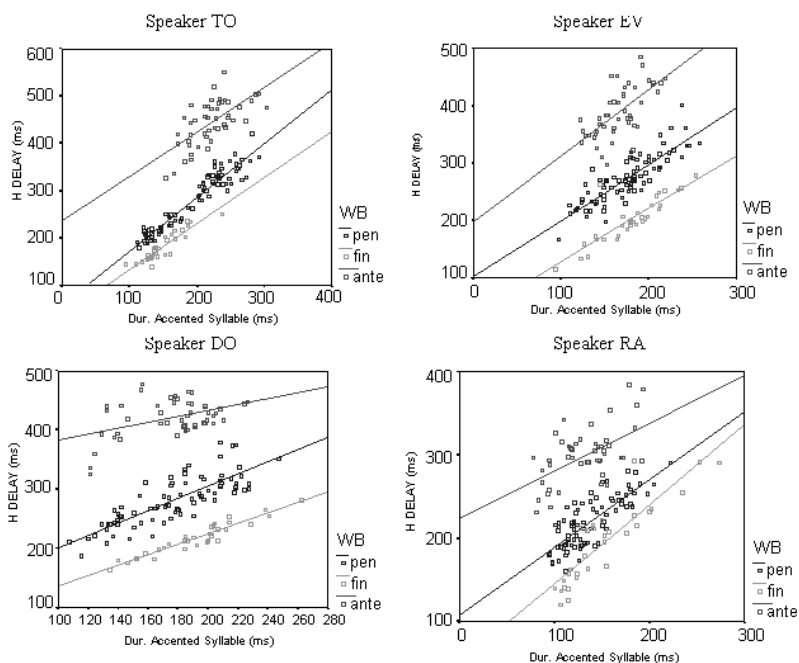 Speaker TO
600
500
400
300
200
100
0 100 200 300 400
H DELAY (ms)
Dur. Accented Syllable (ms)
WB
pen
fin
ante
Speaker EV
500
400
300
200
100
0 100 200 300
H DELAY (ms)
Dur. Accented Syllable (ms)
WB
pen
fin
ante
Speaker DO
500
400
300
200
100
100 120 140 160 180 200 220 240 260 280
H DELAY (ms)
Dur. Accented Syllable (ms)
WB
pen
fin
ante
Speaker RA
400
300
200
100
0 100 200 300
H DELAY (ms)
Dur. Accented Syllable (ms)
WB
pen
fin
ante